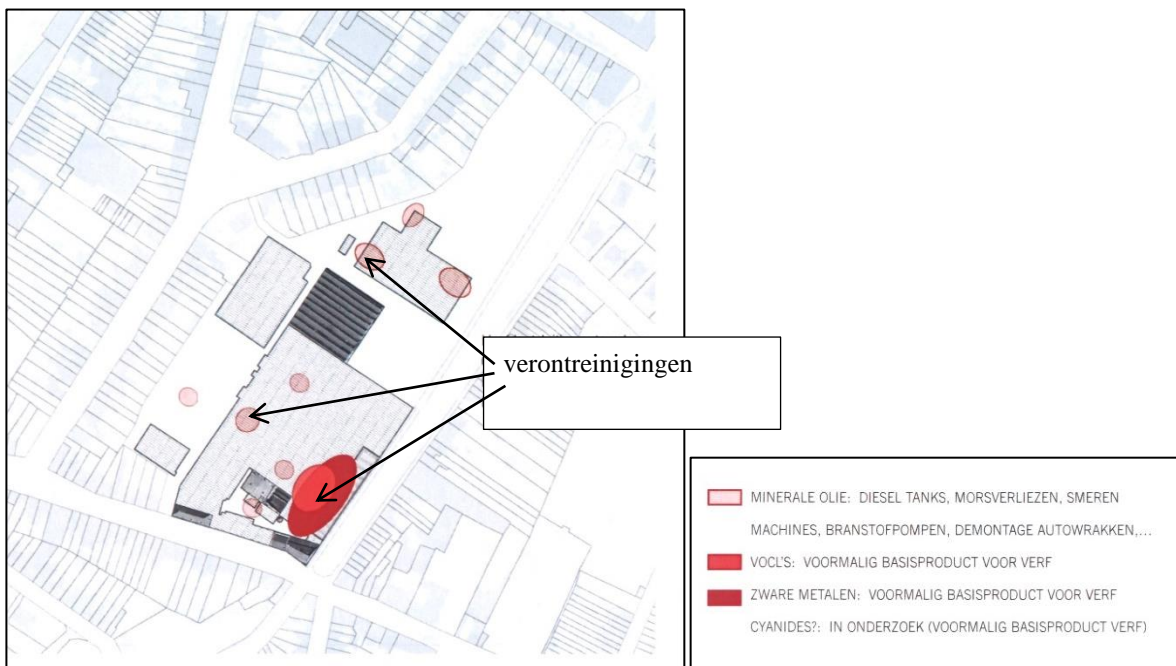 verontreinigingen
MINERALE OLIE: DIESEL TANKS, MORSVERLIEZEN, SMEREN
MACHINES, BRANSTOFPOMPEN, DEMONTAGE AUTOWRAKKEN,...
VOCL'S: VOORMALIG BASISPRODUCT VOOR VERF
ZWARE METALEN: VOORMALIG BASISPRODUCT VOOR VERF
CYANIDES?: IN ONDERZOEK (VOORMALIG BASISPRODUCT VERF)